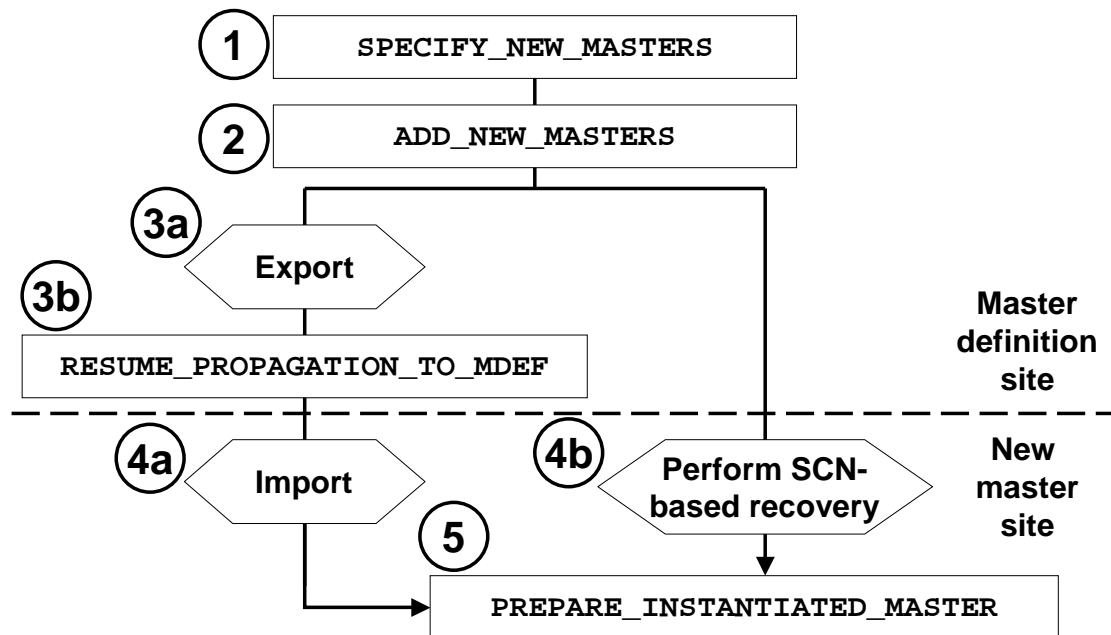 1
SPECIFY_NEW_MASTERS
2
ADD_NEW_MASTERS
3a
Export
3b
RESUME_PROPAGATION_TO_MDEF
Master
definition
site
4a
Import
4b
Perform SCN-
based recovery
New
master
site
5
PREPARE_INSTANTIATED_MASTER